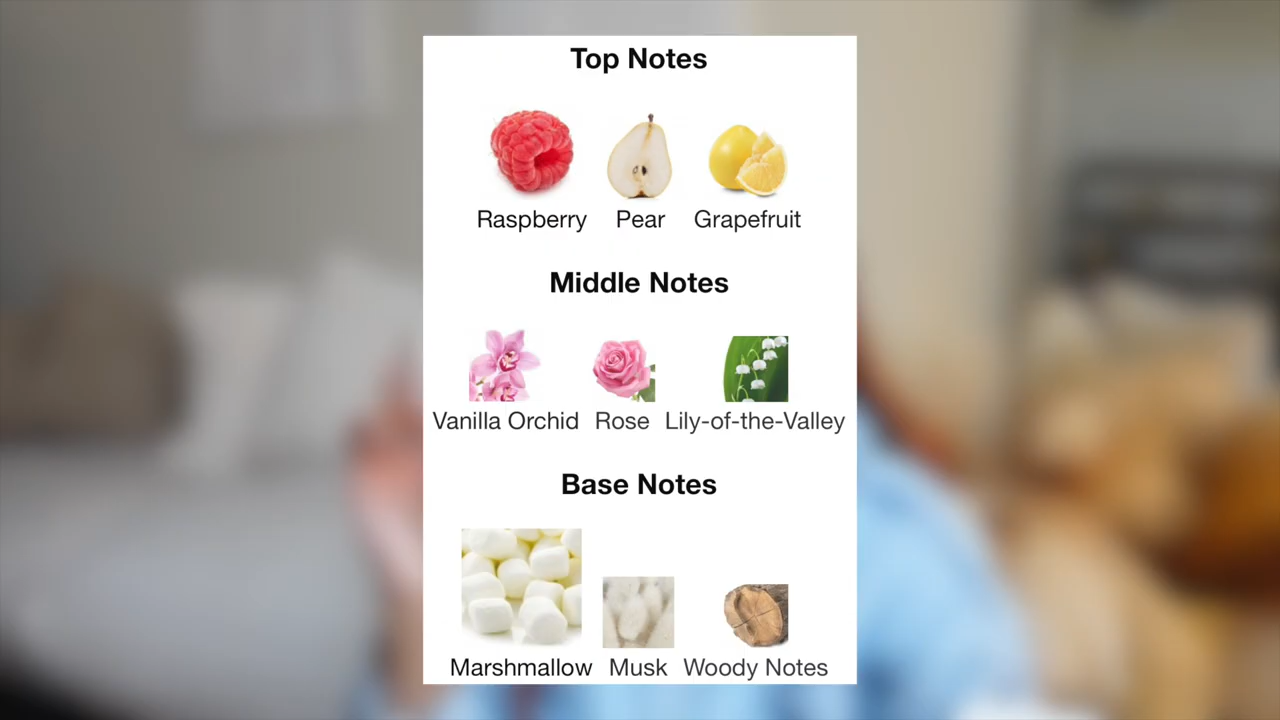 Top Notes
Raspberry Pear Grapefruit
Middle Notes
Vanilla Orchid Rose Lily-of-the-Valley
Base Notes
Marshmallow Musk Woody Notes